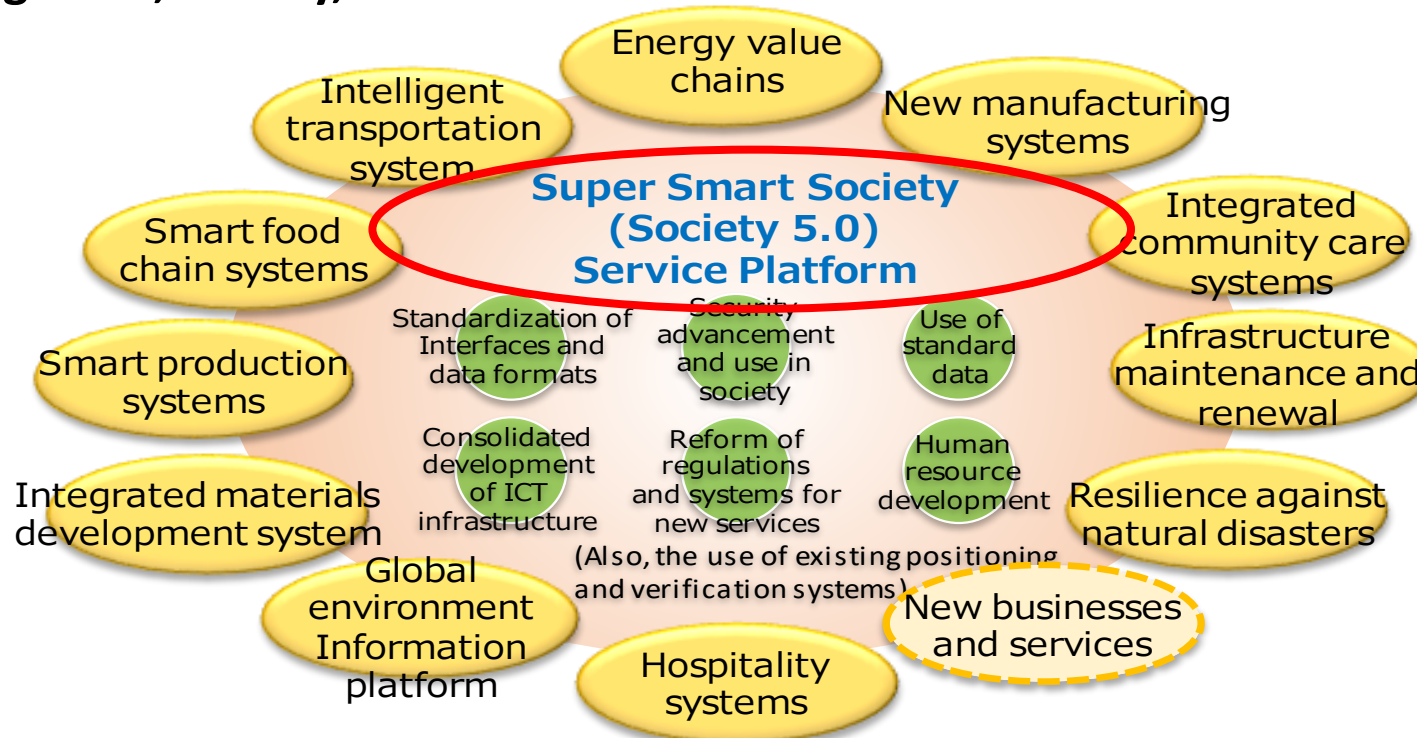 Energy value
chains
Intelligent
transportation
system
New manufacturing
systems
Super Smart Society
(Society 5.0)
Service Platform
Smart food
chain systems
Integrated
community care
systems
Standardization of
Interfaces and
data formats
Security
advancement
and use in
society
Use of
standard
data
Smart production
systems
Infrastructure
maintenance and
renewal
Consolidated
development
of ICT
infrastructure
Reform of
regulations
and systems for
new services
Human
resource
development
Integrated materials
development system
Resilience against
natural disasters
(Also, the use of existing positioning
and verification systems)
Global
environment
Information
platform
New businesses
and services
Hospitality
systems